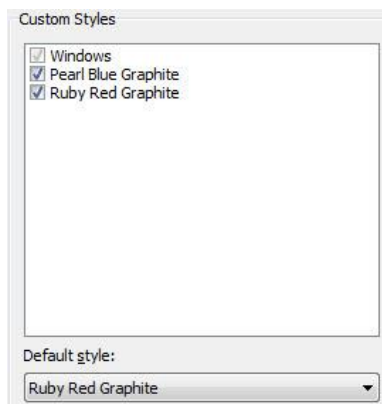 Custom Styles
Windows
Pearl Blue Graphite
Ruby Red Graphite
Default style:
Ruby Red Graphite